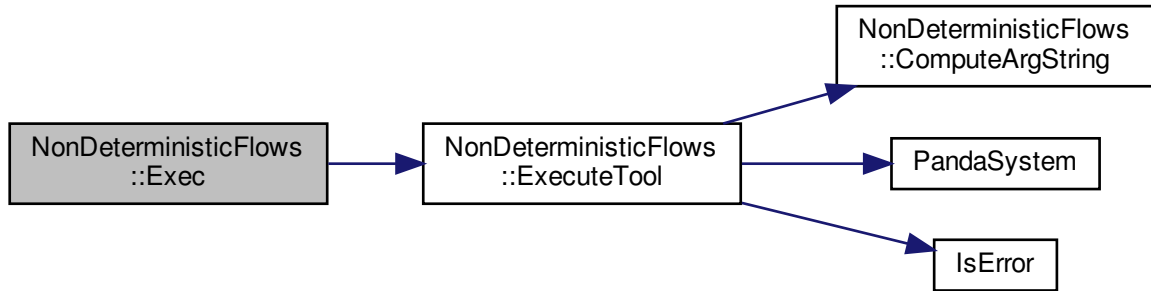 NonDeterministicFlows
::Exec
NonDeterministicFlows
::ExecuteTool
NonDeterministicFlows
::ComputeArgString
PandaSystem
IsError